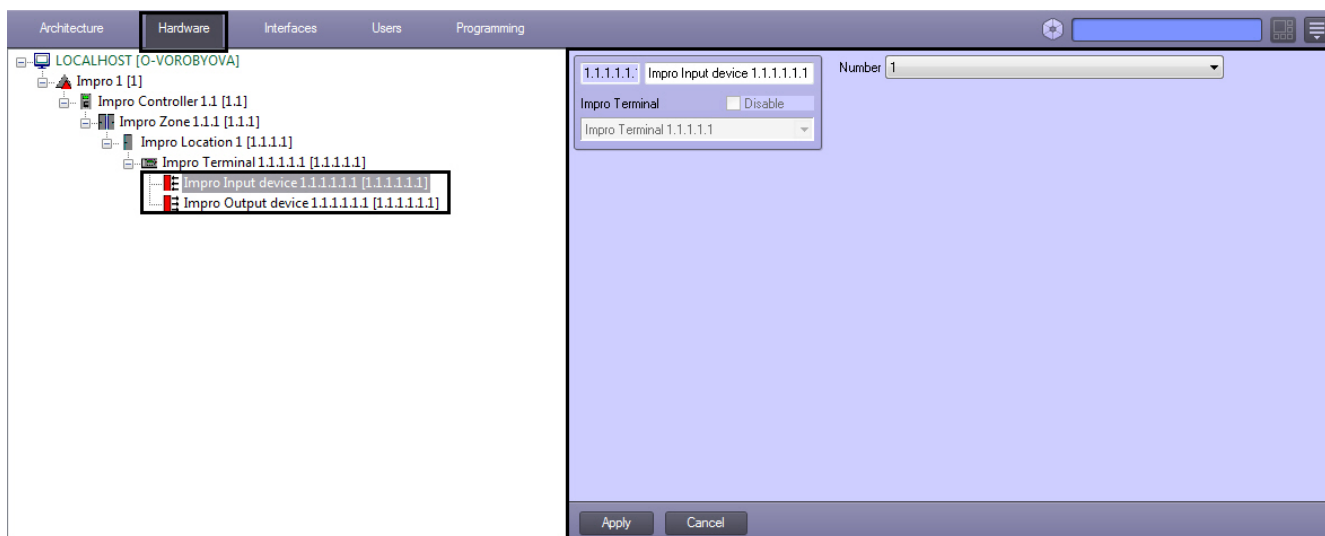 Architecture Hardware Interfaces Users Programming
LOCALHOST [O-VOROBYOVA]
Impro 1 [1]
Impro Controller 1.1 [1.1]
Impro Zone 1.1.1 [1.1.1]
Impro Location 1 [1.1.1.1]
Impro Terminal 1.1.1.1.1 [1.1.1.1.1]
Impro Input device 1.1.1.1.1.1 [1.1.1.1.1.1]
Impro Output device 1.1.1.1.1.1 [1.1.1.1.1.1]
1.1.1.1.1. Impro Input device 1.1.1.1.1.1
Impro Terminal Disable
Impro Terminal 1.1.1.1.1
Number 1
Apply Cancel